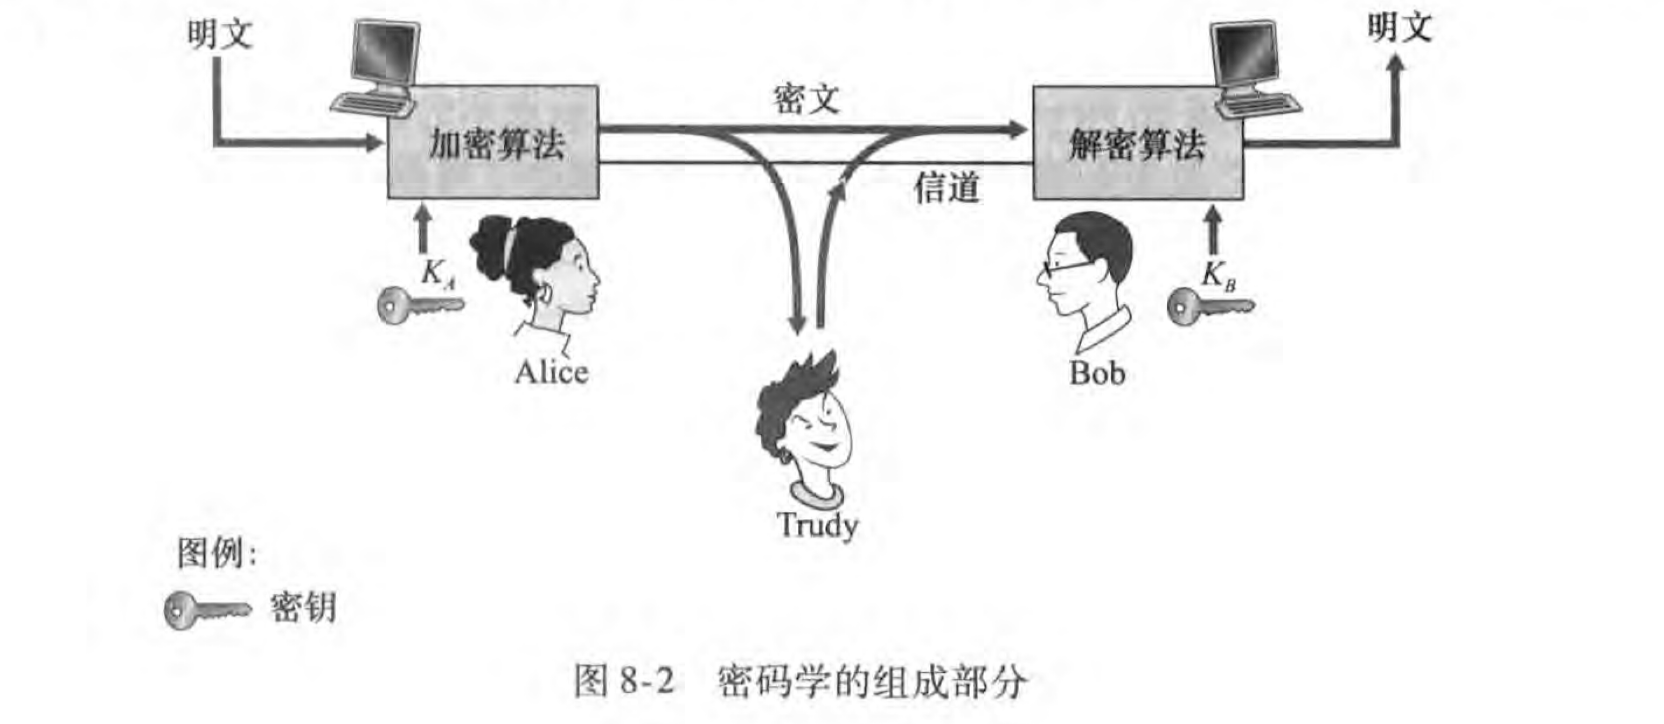 明文
明文
密文
加密算法
解密算法
信道
K_A
K_B
Alice
Bob
Trudy
图例：
密钥
图 8-2 密码学的组成部分